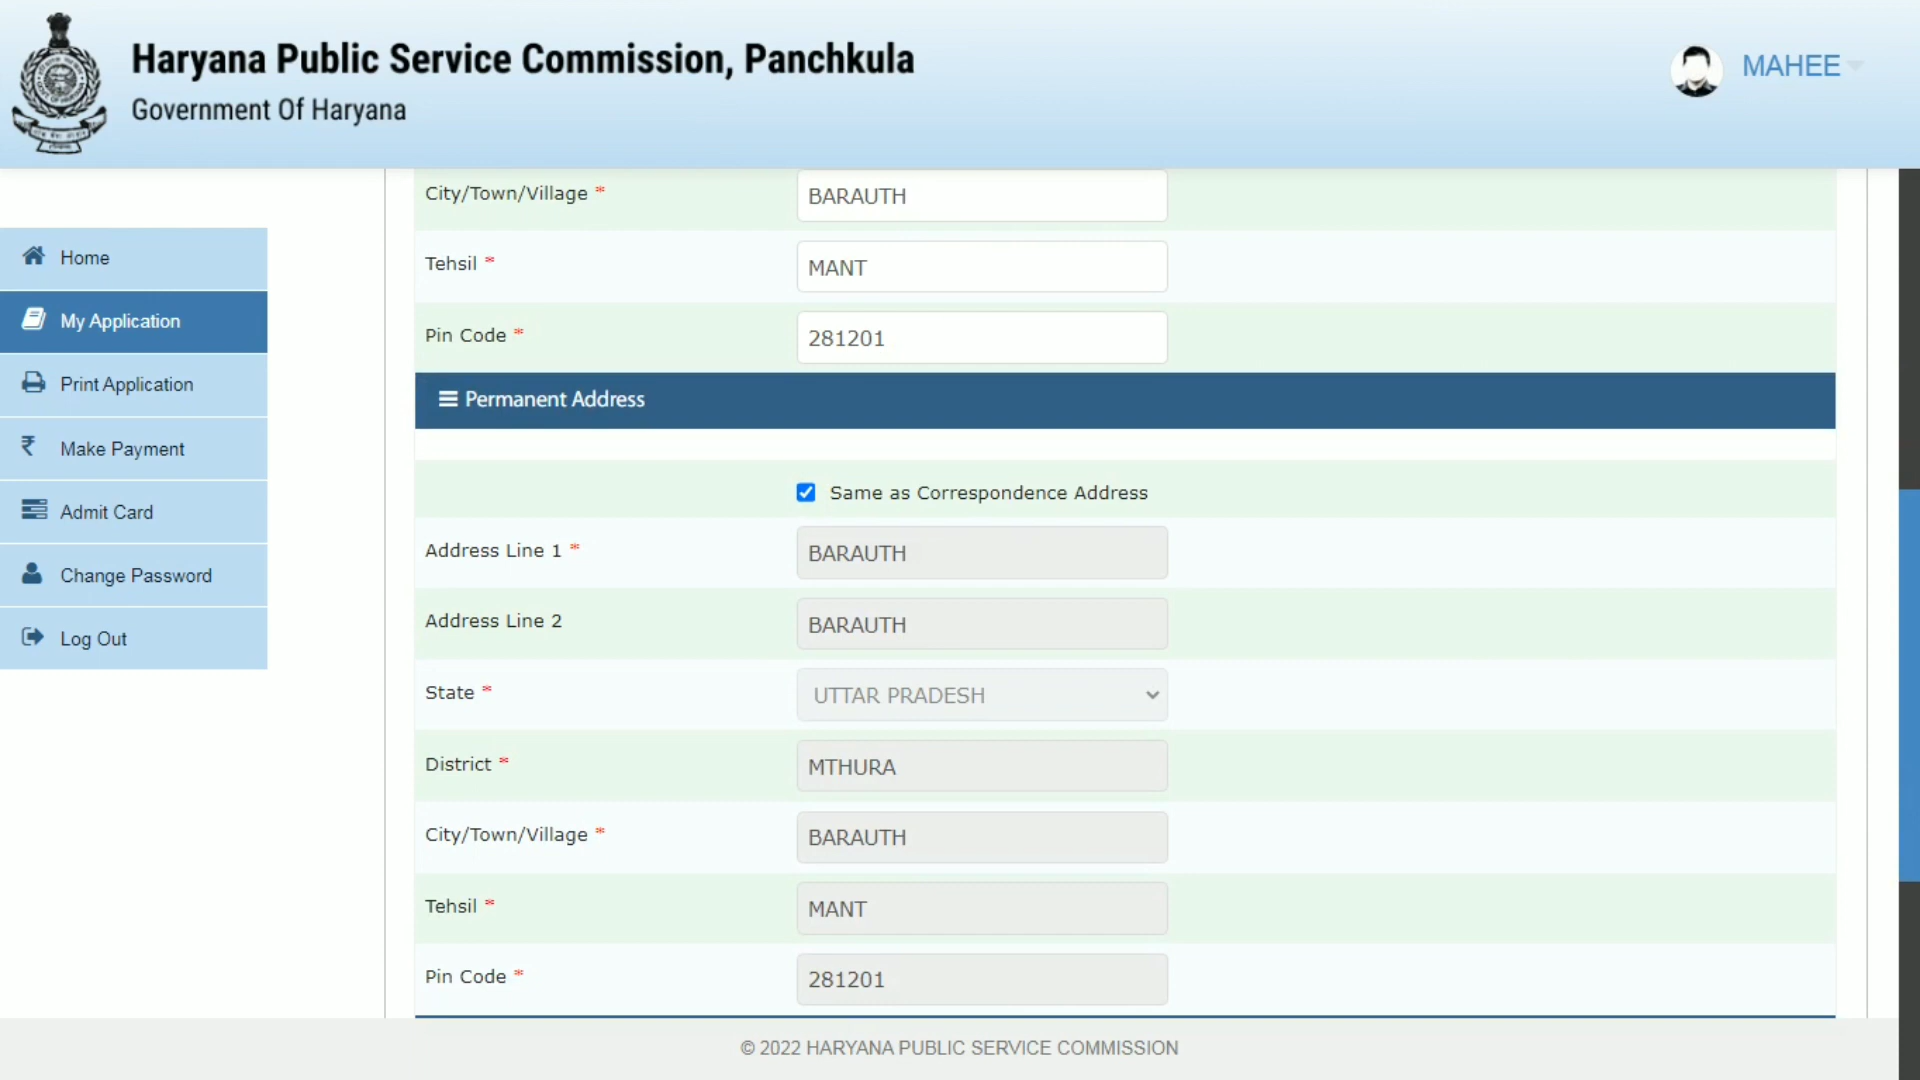 Haryana Public Service Commission, Panchkula
Government Of Haryana
MAHEE
Home
My Application
Print Application
Make Payment
Admit Card
Change Password
Log Out
City/Town/Village * BARAUTH
Tehsil * MANT
Pin Code * 281201
Permanent Address
Same as Correspondence Address
Address Line 1 * BARAUTH
Address Line 2 BARAUTH
State * UTTAR PRADESH
District * MTHURA
City/Town/Village * BARAUTH
Tehsil * MANT
Pin Code * 281201
© 2022 HARYANA PUBLIC SERVICE COMMISSION